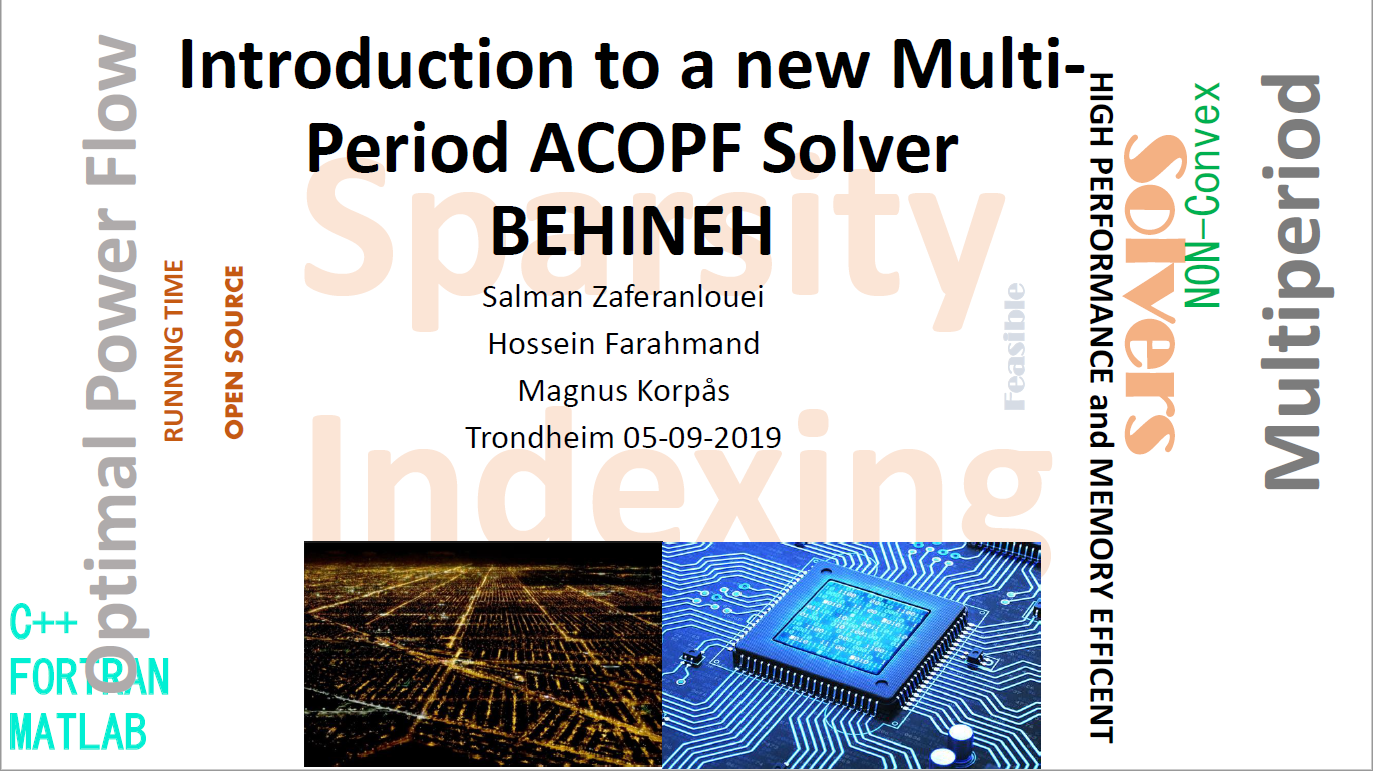 Introduction to a new Multi-
Period ACOPF Solver
BEHINEH
Salman Zaferanlouei
Hossein Farahmand
Magnus Korpås
Trondheim 05-09-2019
Sparsity
Indexing
Optimal Power Flow
RUNNING TIME
OPEN SOURCE
C++
FORTRAN
MATLAB
Feasible
HIGH PERFORMANCE and MEMORY EFFICENT
Solvers
NON-Convex
Multiperiod